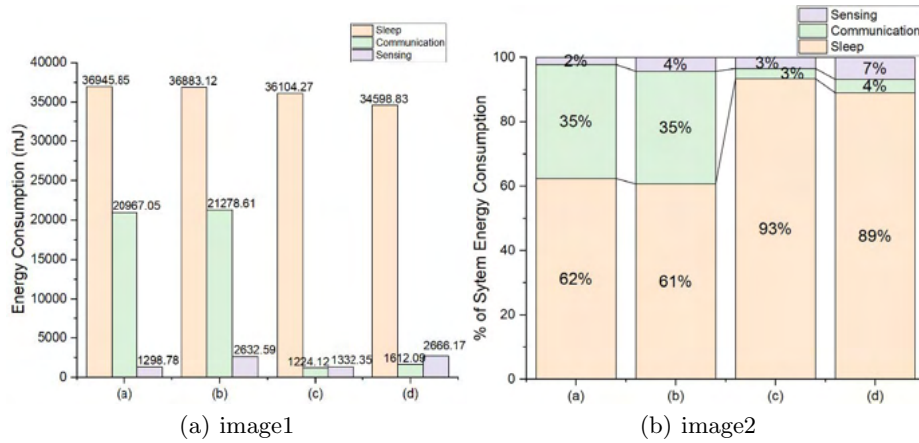 Sleep
Communication
Sensing
Energy Consumption (mJ)
40000
35000
30000
25000
20000
15000
10000
5000
0
36945.85
20967.05
1298.78
36883.12
21278.61
2632.59
36104.27
1224.12
1332.35
34598.83
1612.09
2666.17
(a)
(b)
(c)
(d)
(a) image1
Sensing
Communication
Sleep
% of Sytem Energy Consumption
100
80
60
40
20
0
2%
35%
62%
4%
35%
61%
3%
3%
93%
7%
4%
89%
(a)
(b)
(c)
(d)
(b) image2